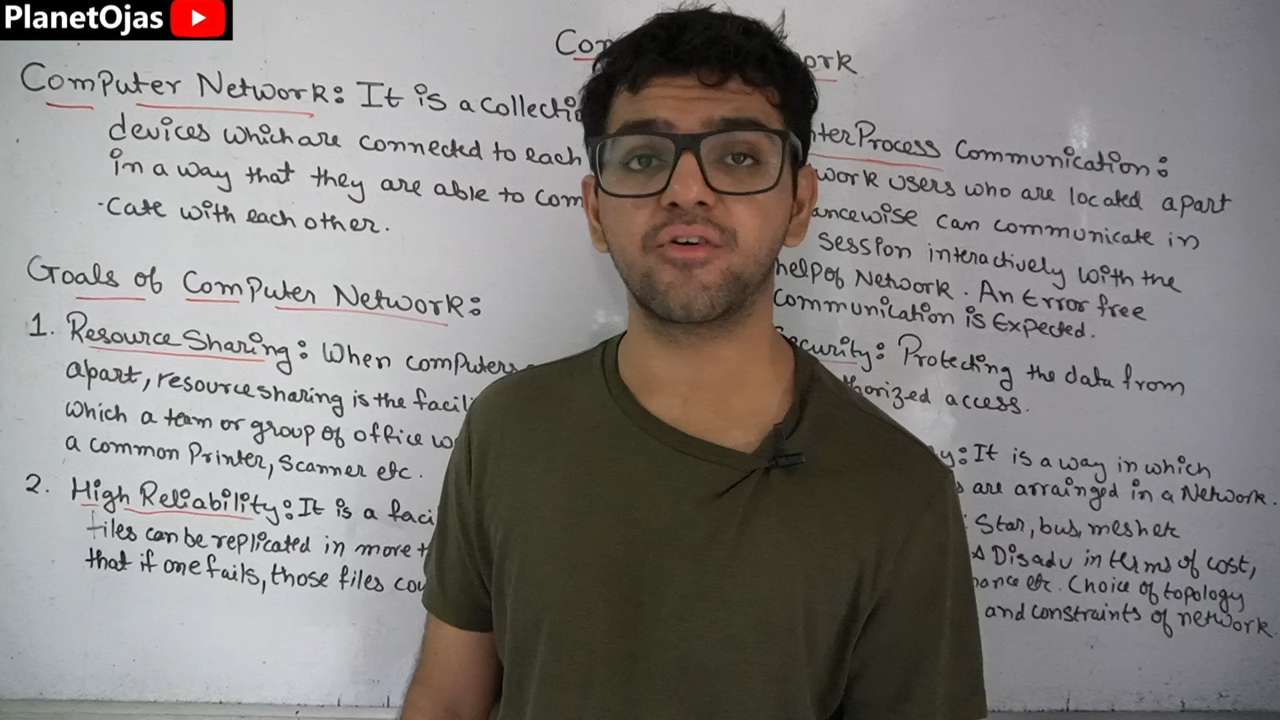 PlanetOjas
Computer Network: It is a Collecti
devices which are connected to each
in a way that they are able to com
-cate with each other.
Goals of Computer Network:
1. Resource Sharing: When computers
apart, resource sharing is the facil
which a team or group of office wo
a common Printer, Scanner etc.
2. High Reliability: It is a faci
files can be replicated in more t
that if one fails, those files cou
Com ork
nterProcess Communication:
work users who are located apart
ancewise can communicate in
session interactively with the
help of Network. An Error free
communication is Expected.
ecurity: Protecting the data from
horized access.
y: It is a way in which
s are arrainged in a Network.
: Star, bus, mesh etc
& Disadv in terms of cost,
mance etc. Choice of topology
and constraints of network